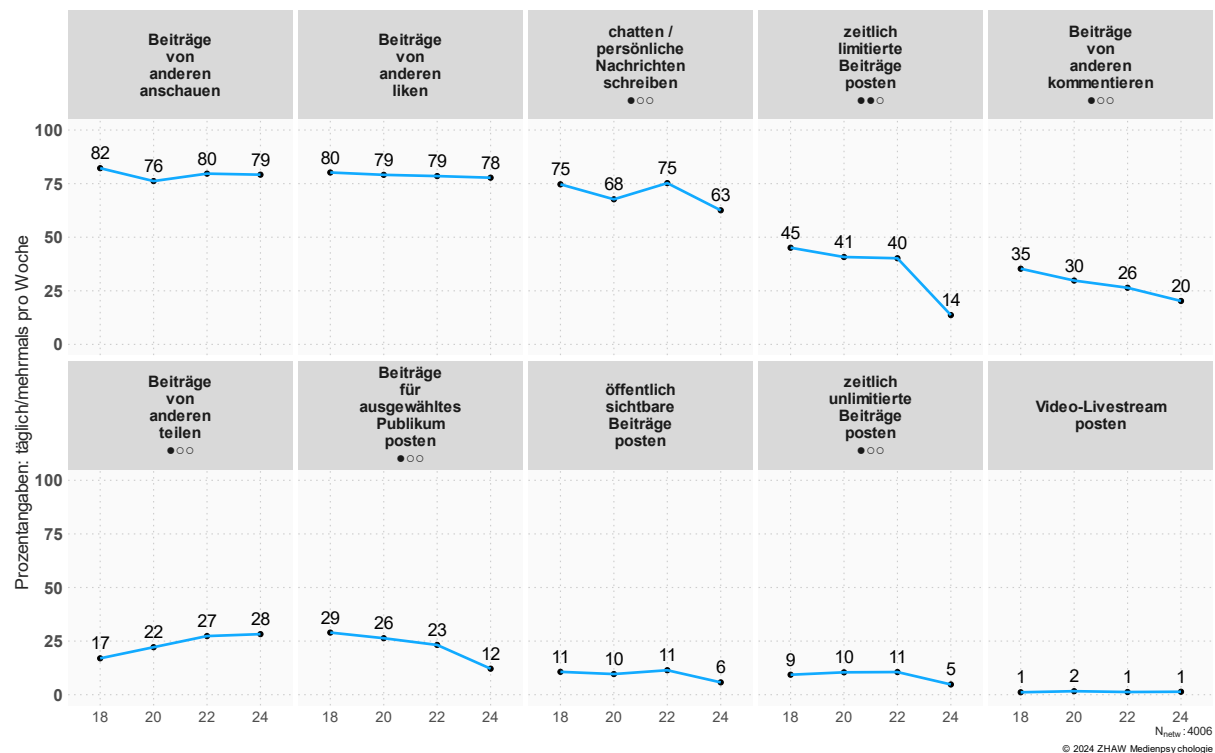 Beiträge
von
anderen
anschauen
Beiträge
von
anderen
liken
chatten /
persönliche
Nachrichten
schreiben
●○○
zeitlich
limitierte
Beiträge
posten
●●○
Beiträge
von
anderen
kommentieren
●○○
Prozentangaben: täglich/mehrmals pro Woche
100
75
50
25
0
82 76 80 79
80 79 79 78
75 68 75 63
45 41 40 14
35 30 26 20
Beiträge
von
anderen
teilen
●○○
Beiträge
für
ausgewähltes
Publikum
posten
●○○
öffentlich
sichtbare
Beiträge
posten
zeitlich
unlimitierte
Beiträge
posten
●○○
Video-Livestream
posten
100
75
50
25
0
17 22 27 28
29 26 23 12
11 10 11 6
9 10 11 5
1 2 1 1
18 20 22 24
18 20 22 24
18 20 22 24
18 20 22 24
18 20 22 24
Nnetw: 4006
© 2024 ZHAW Medienpsychologie